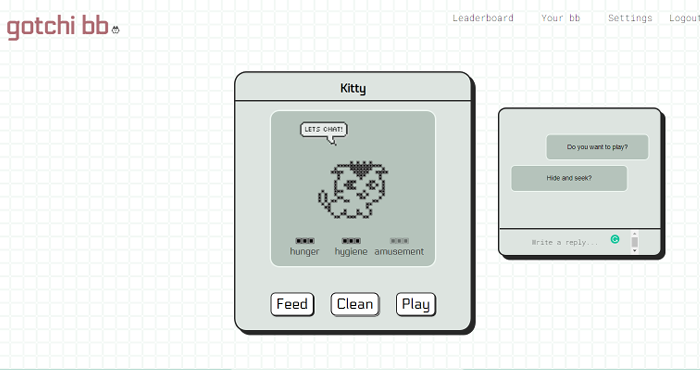 gotchi bb
Leaderboard
Your bb
Settings
Logout
Kitty
LETS CHAT!
hunger
hygiene
amusement
Feed
Clean
Play
Do you want to play?
Hide and seek?
Write a reply...